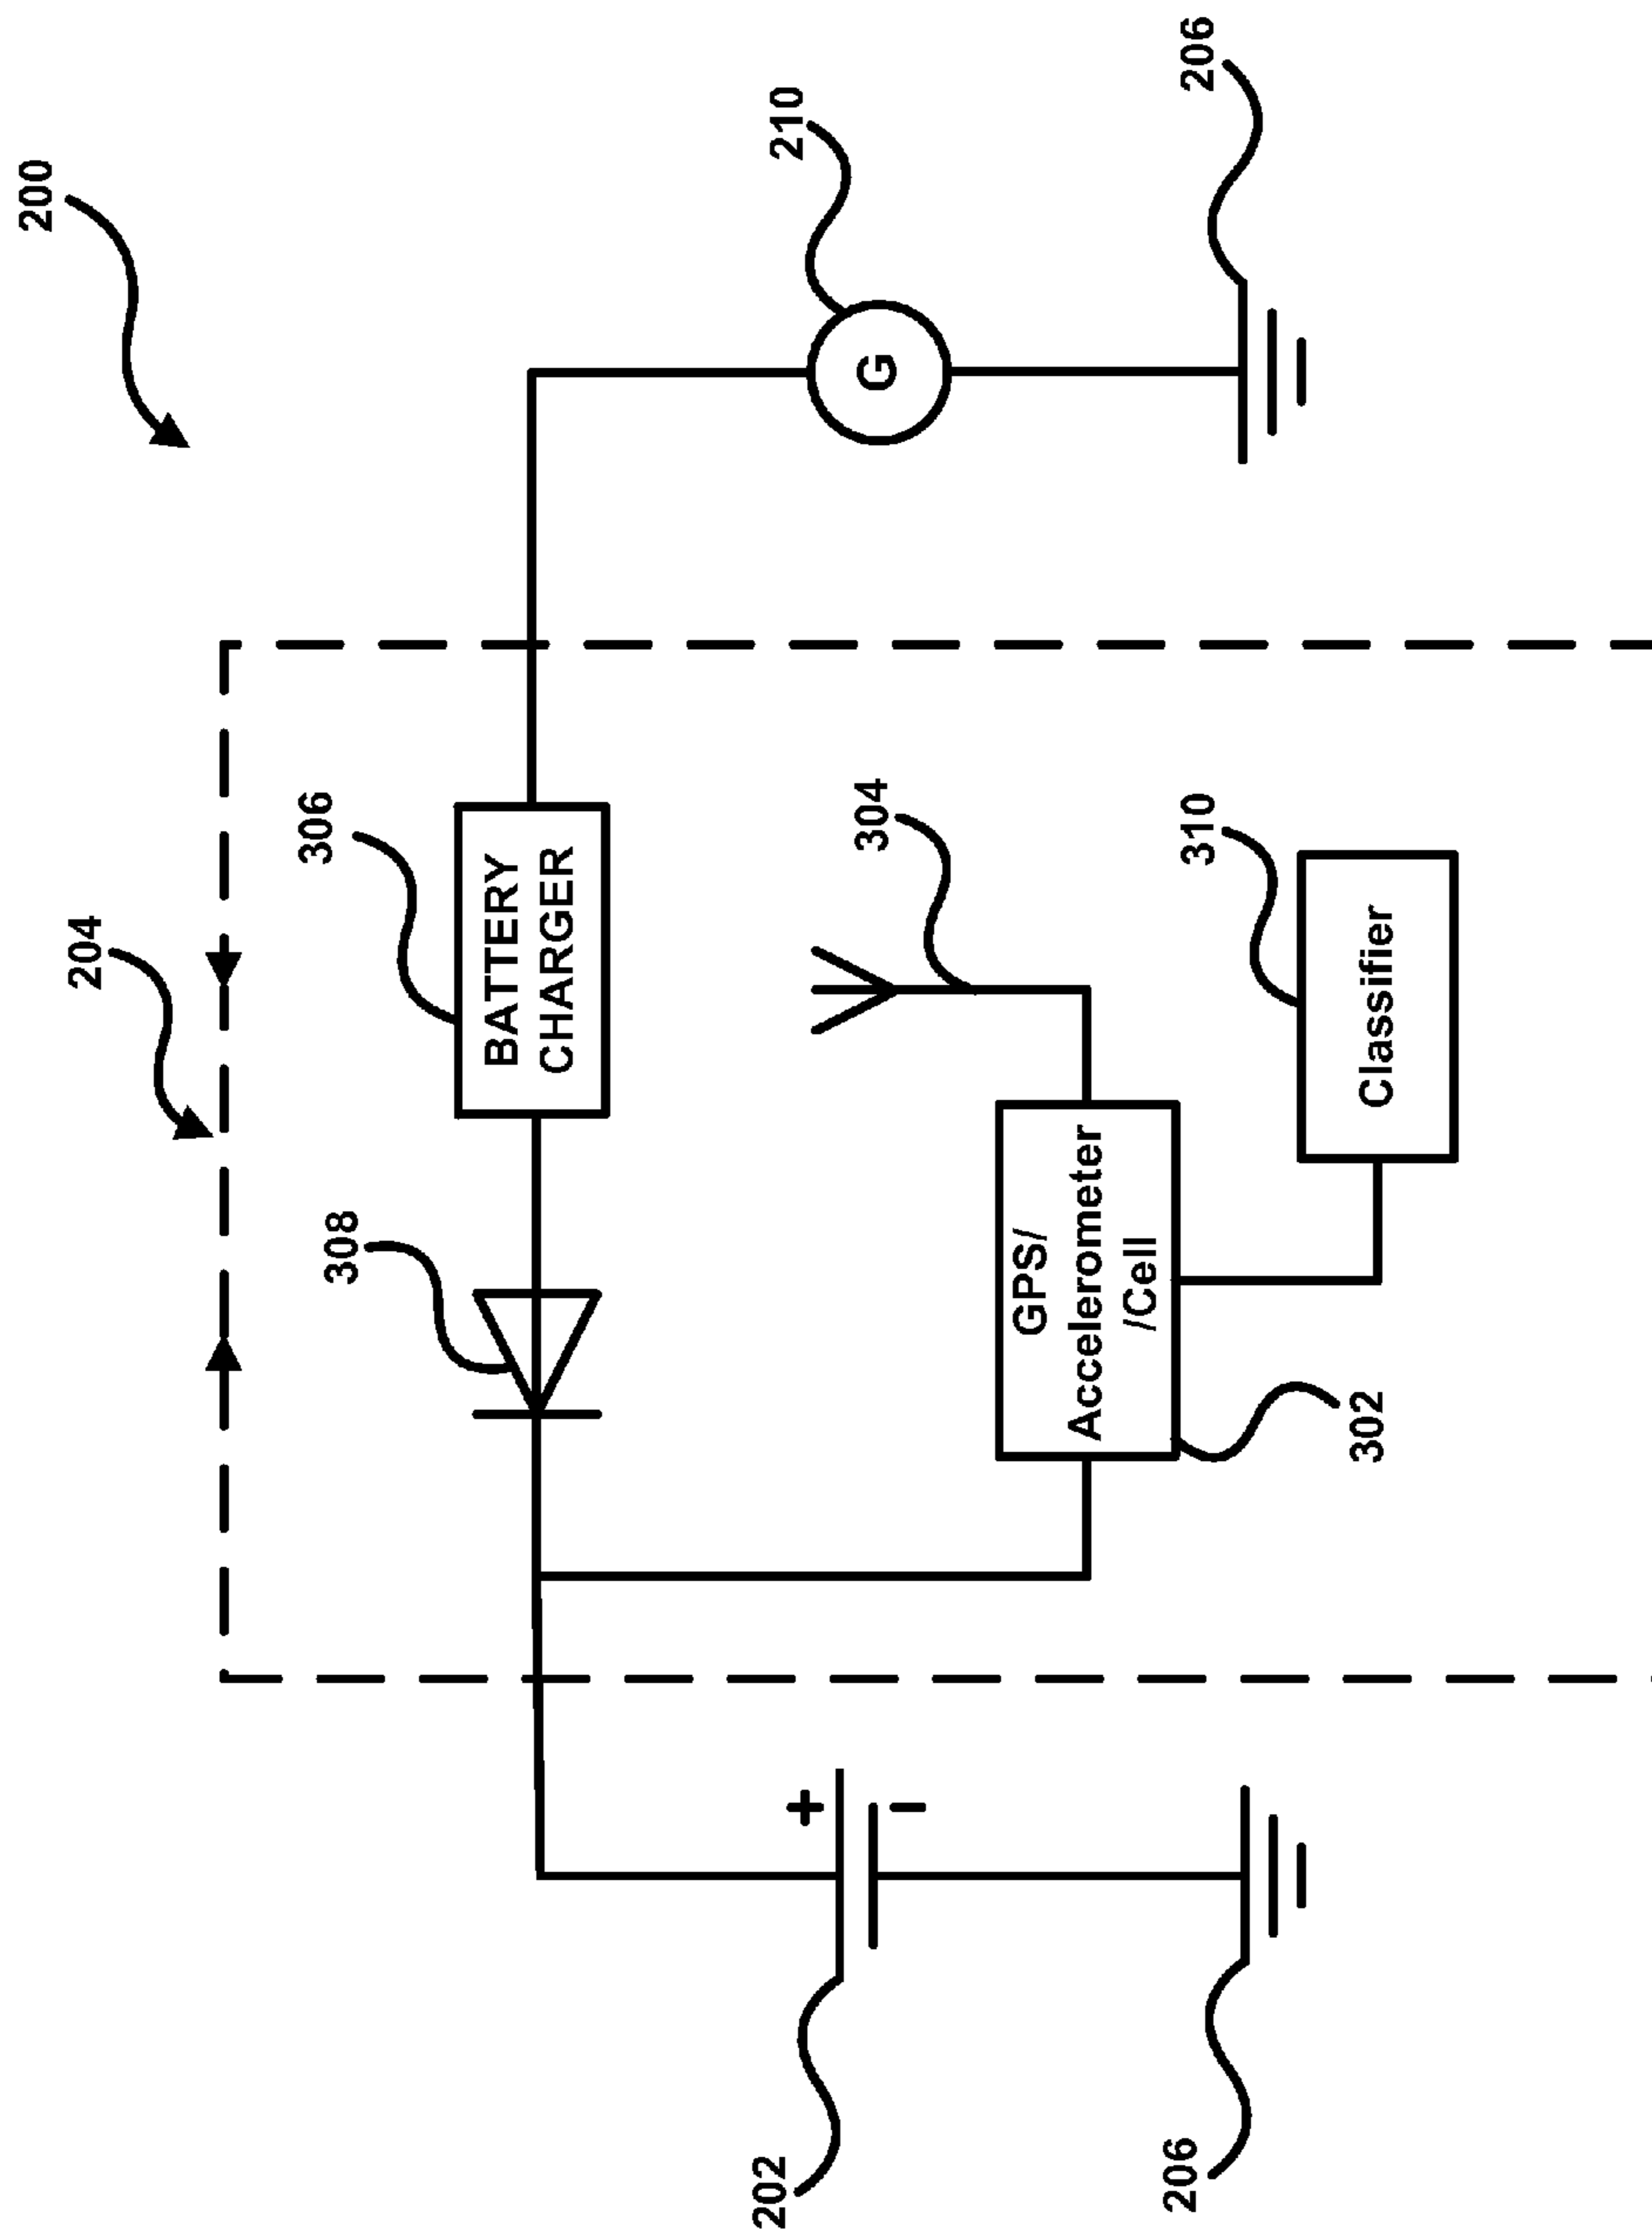 200
204
306
308
BATTERY
CHARGER
210
G
206
304
310
GPS/
Accelerometer
/Cell
Classifier
302
+
−
202
206